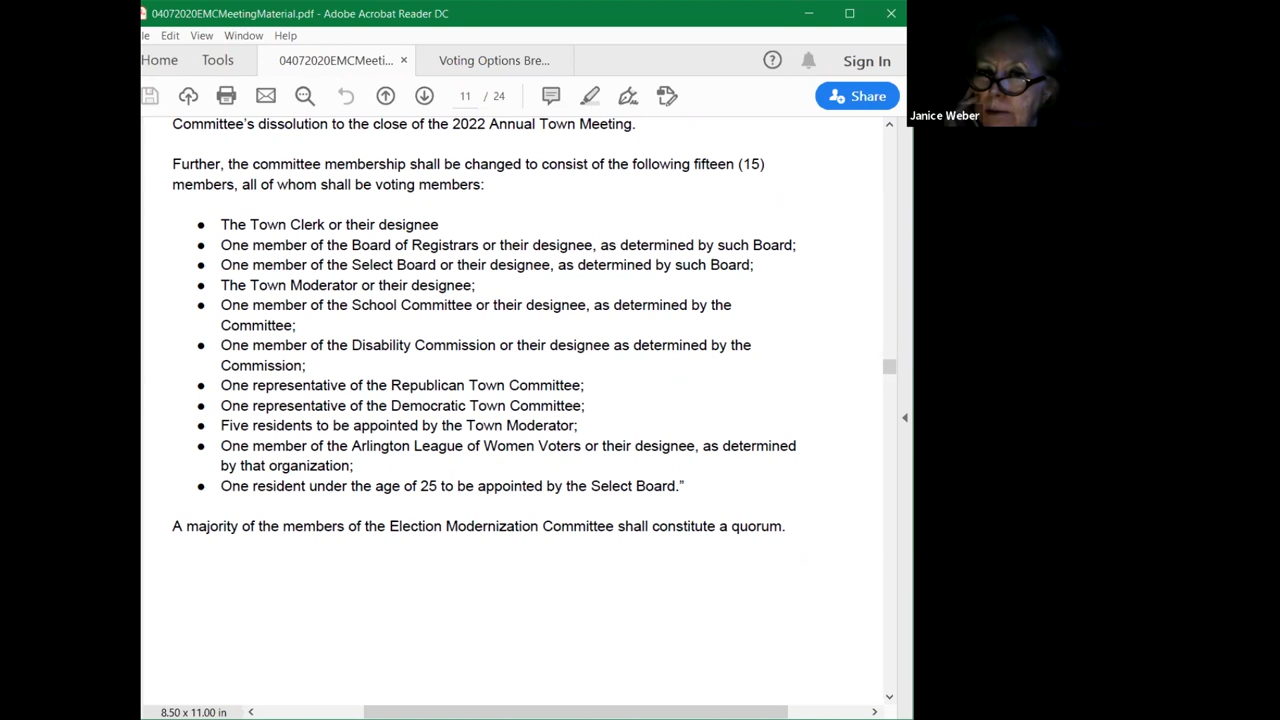 04072020EMCMeetingMaterial.pdf - Adobe Acrobat Reader DC
le Edit View Window Help
Home Tools 04072020EMCMeeti... × Voting Options Bre... Sign In
11 / 24 Share
Janice Weber
Committee's dissolution to the close of the 2022 Annual Town Meeting.
Further, the committee membership shall be changed to consist of the following fifteen (15)
members, all of whom shall be voting members:
● The Town Clerk or their designee
● One member of the Board of Registrars or their designee, as determined by such Board;
● One member of the Select Board or their designee, as determined by such Board;
● The Town Moderator or their designee;
● One member of the School Committee or their designee, as determined by the
Committee;
● One member of the Disability Commission or their designee as determined by the
Commission;
● One representative of the Republican Town Committee;
● One representative of the Democratic Town Committee;
● Five residents to be appointed by the Town Moderator;
● One member of the Arlington League of Women Voters or their designee, as determined
by that organization;
● One resident under the age of 25 to be appointed by the Select Board.”
A majority of the members of the Election Modernization Committee shall constitute a quorum.
8.50 x 11.00 in